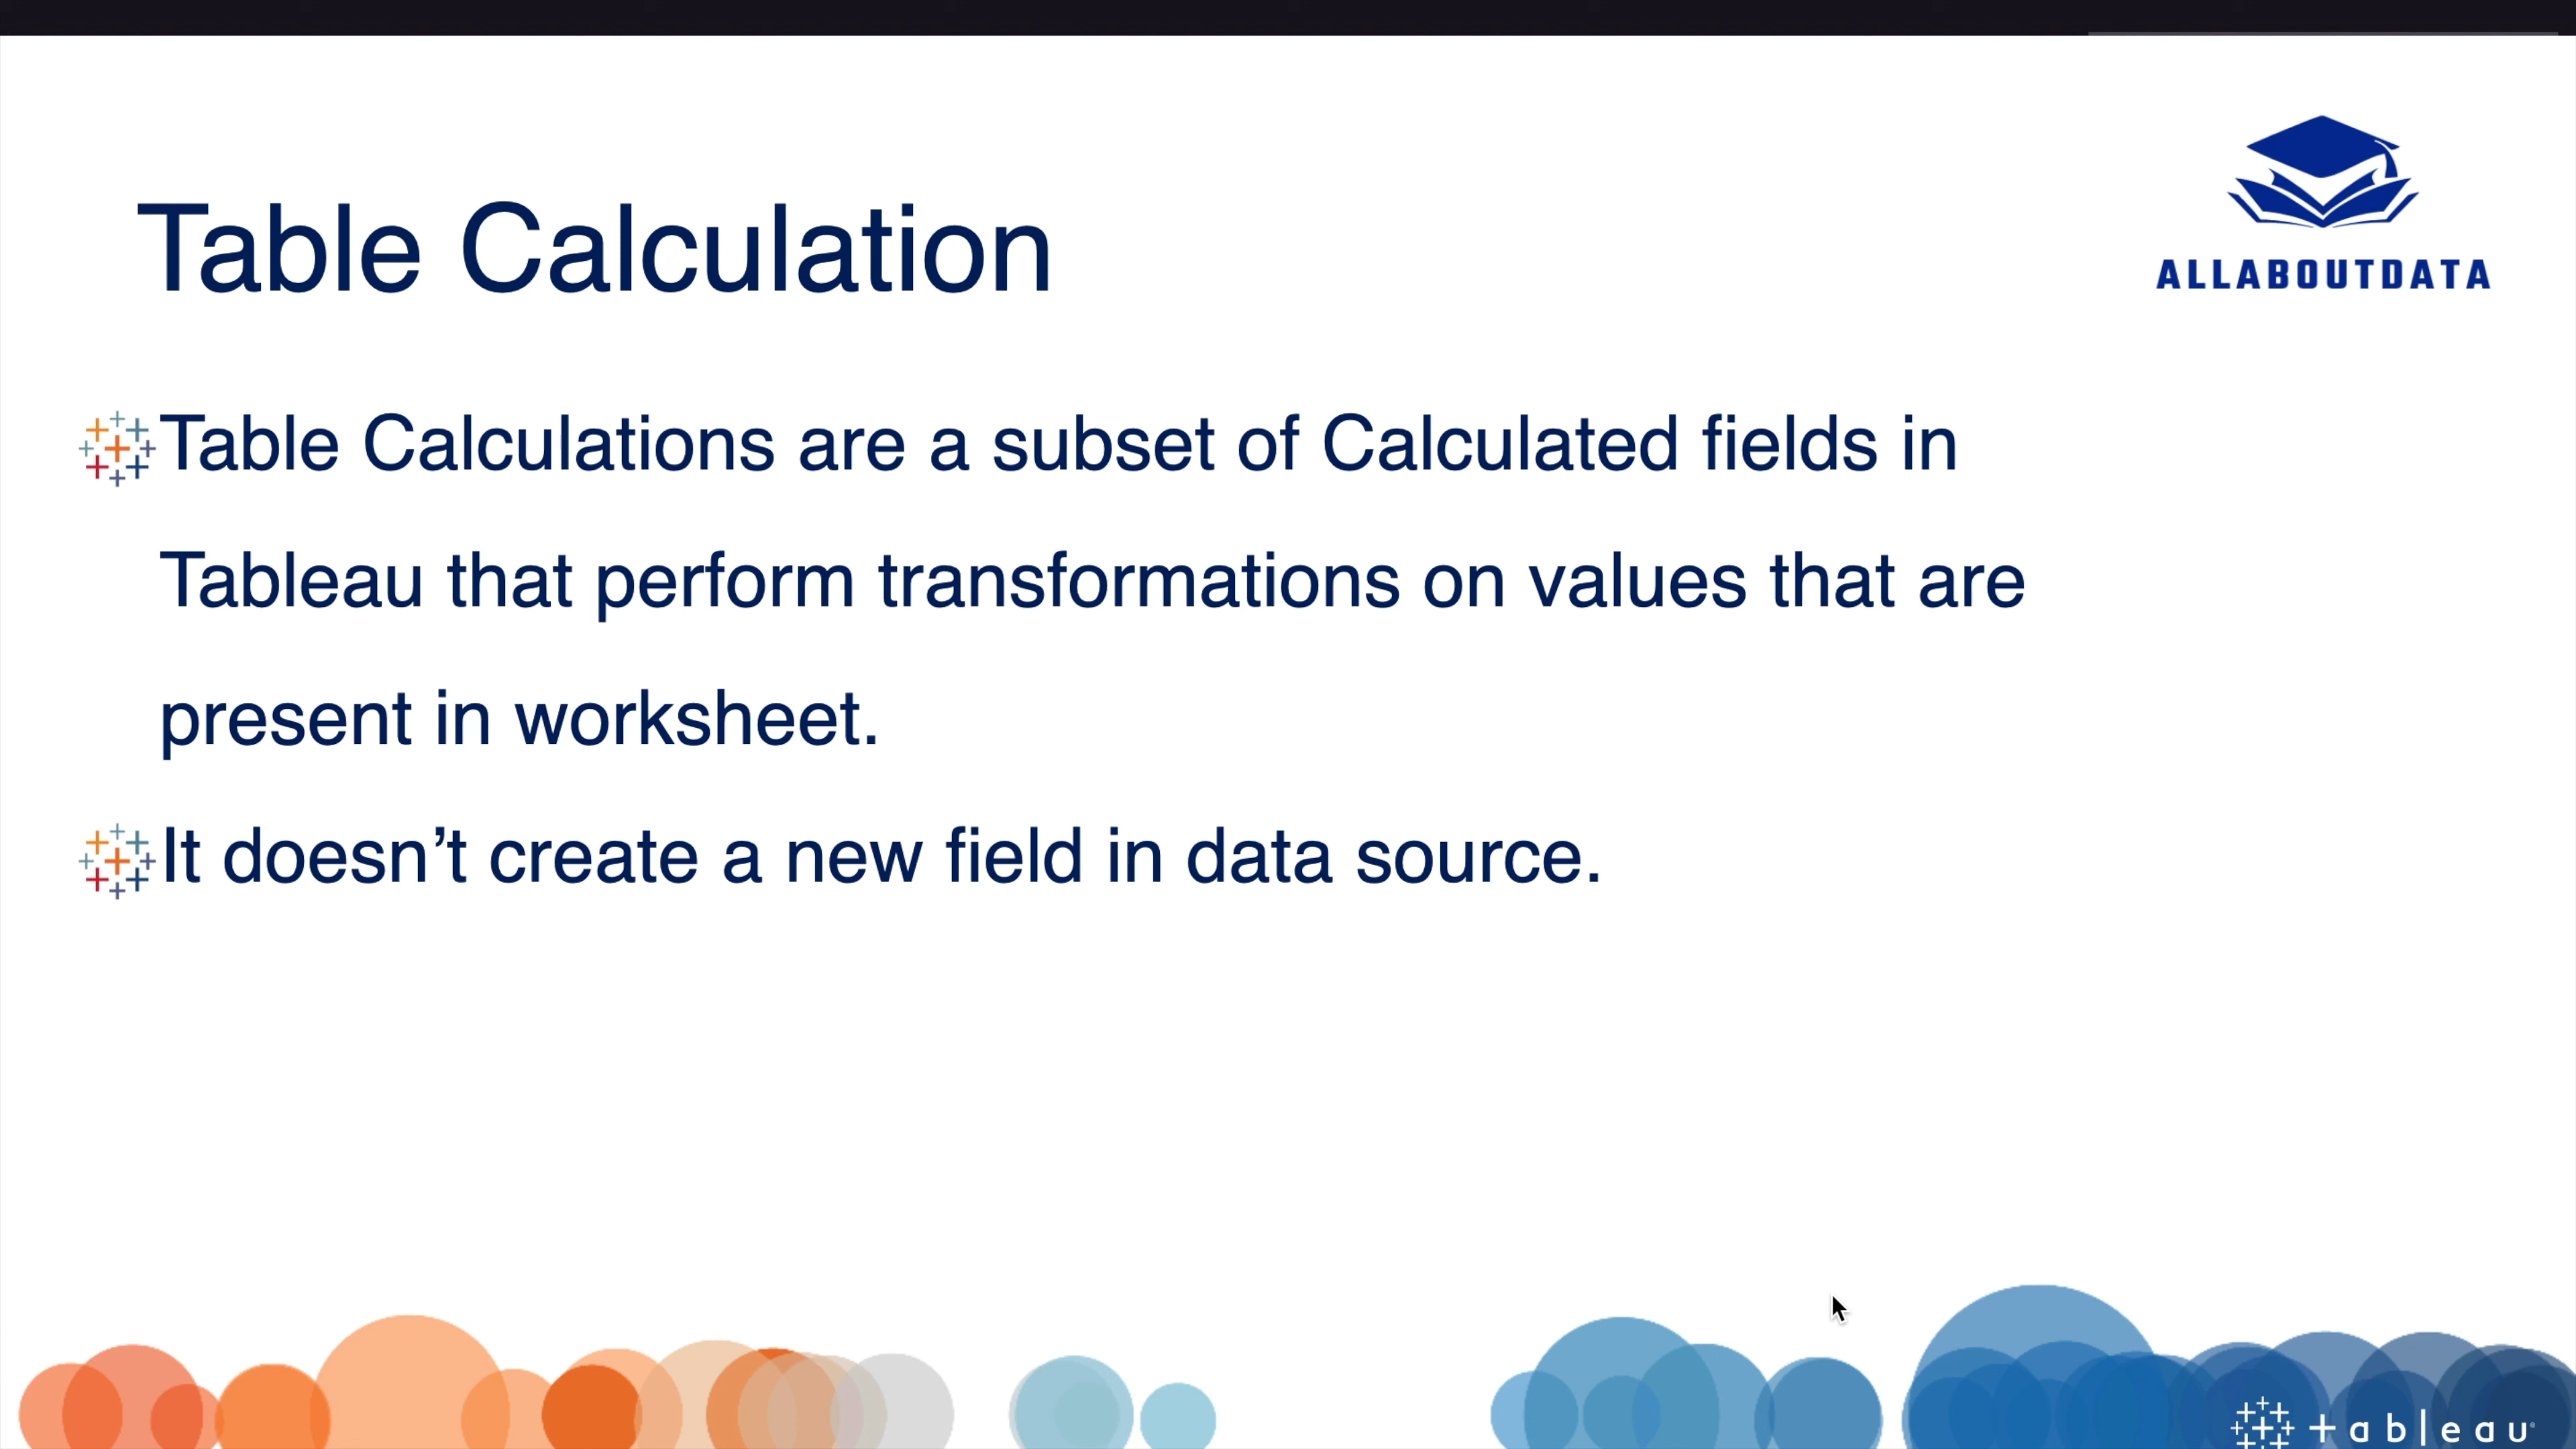 ALLABOUTDATA
Table Calculation
Table Calculations are a subset of Calculated fields in
Tableau that perform transformations on values that are
present in worksheet.
It doesn’t create a new field in data source.
+ableau